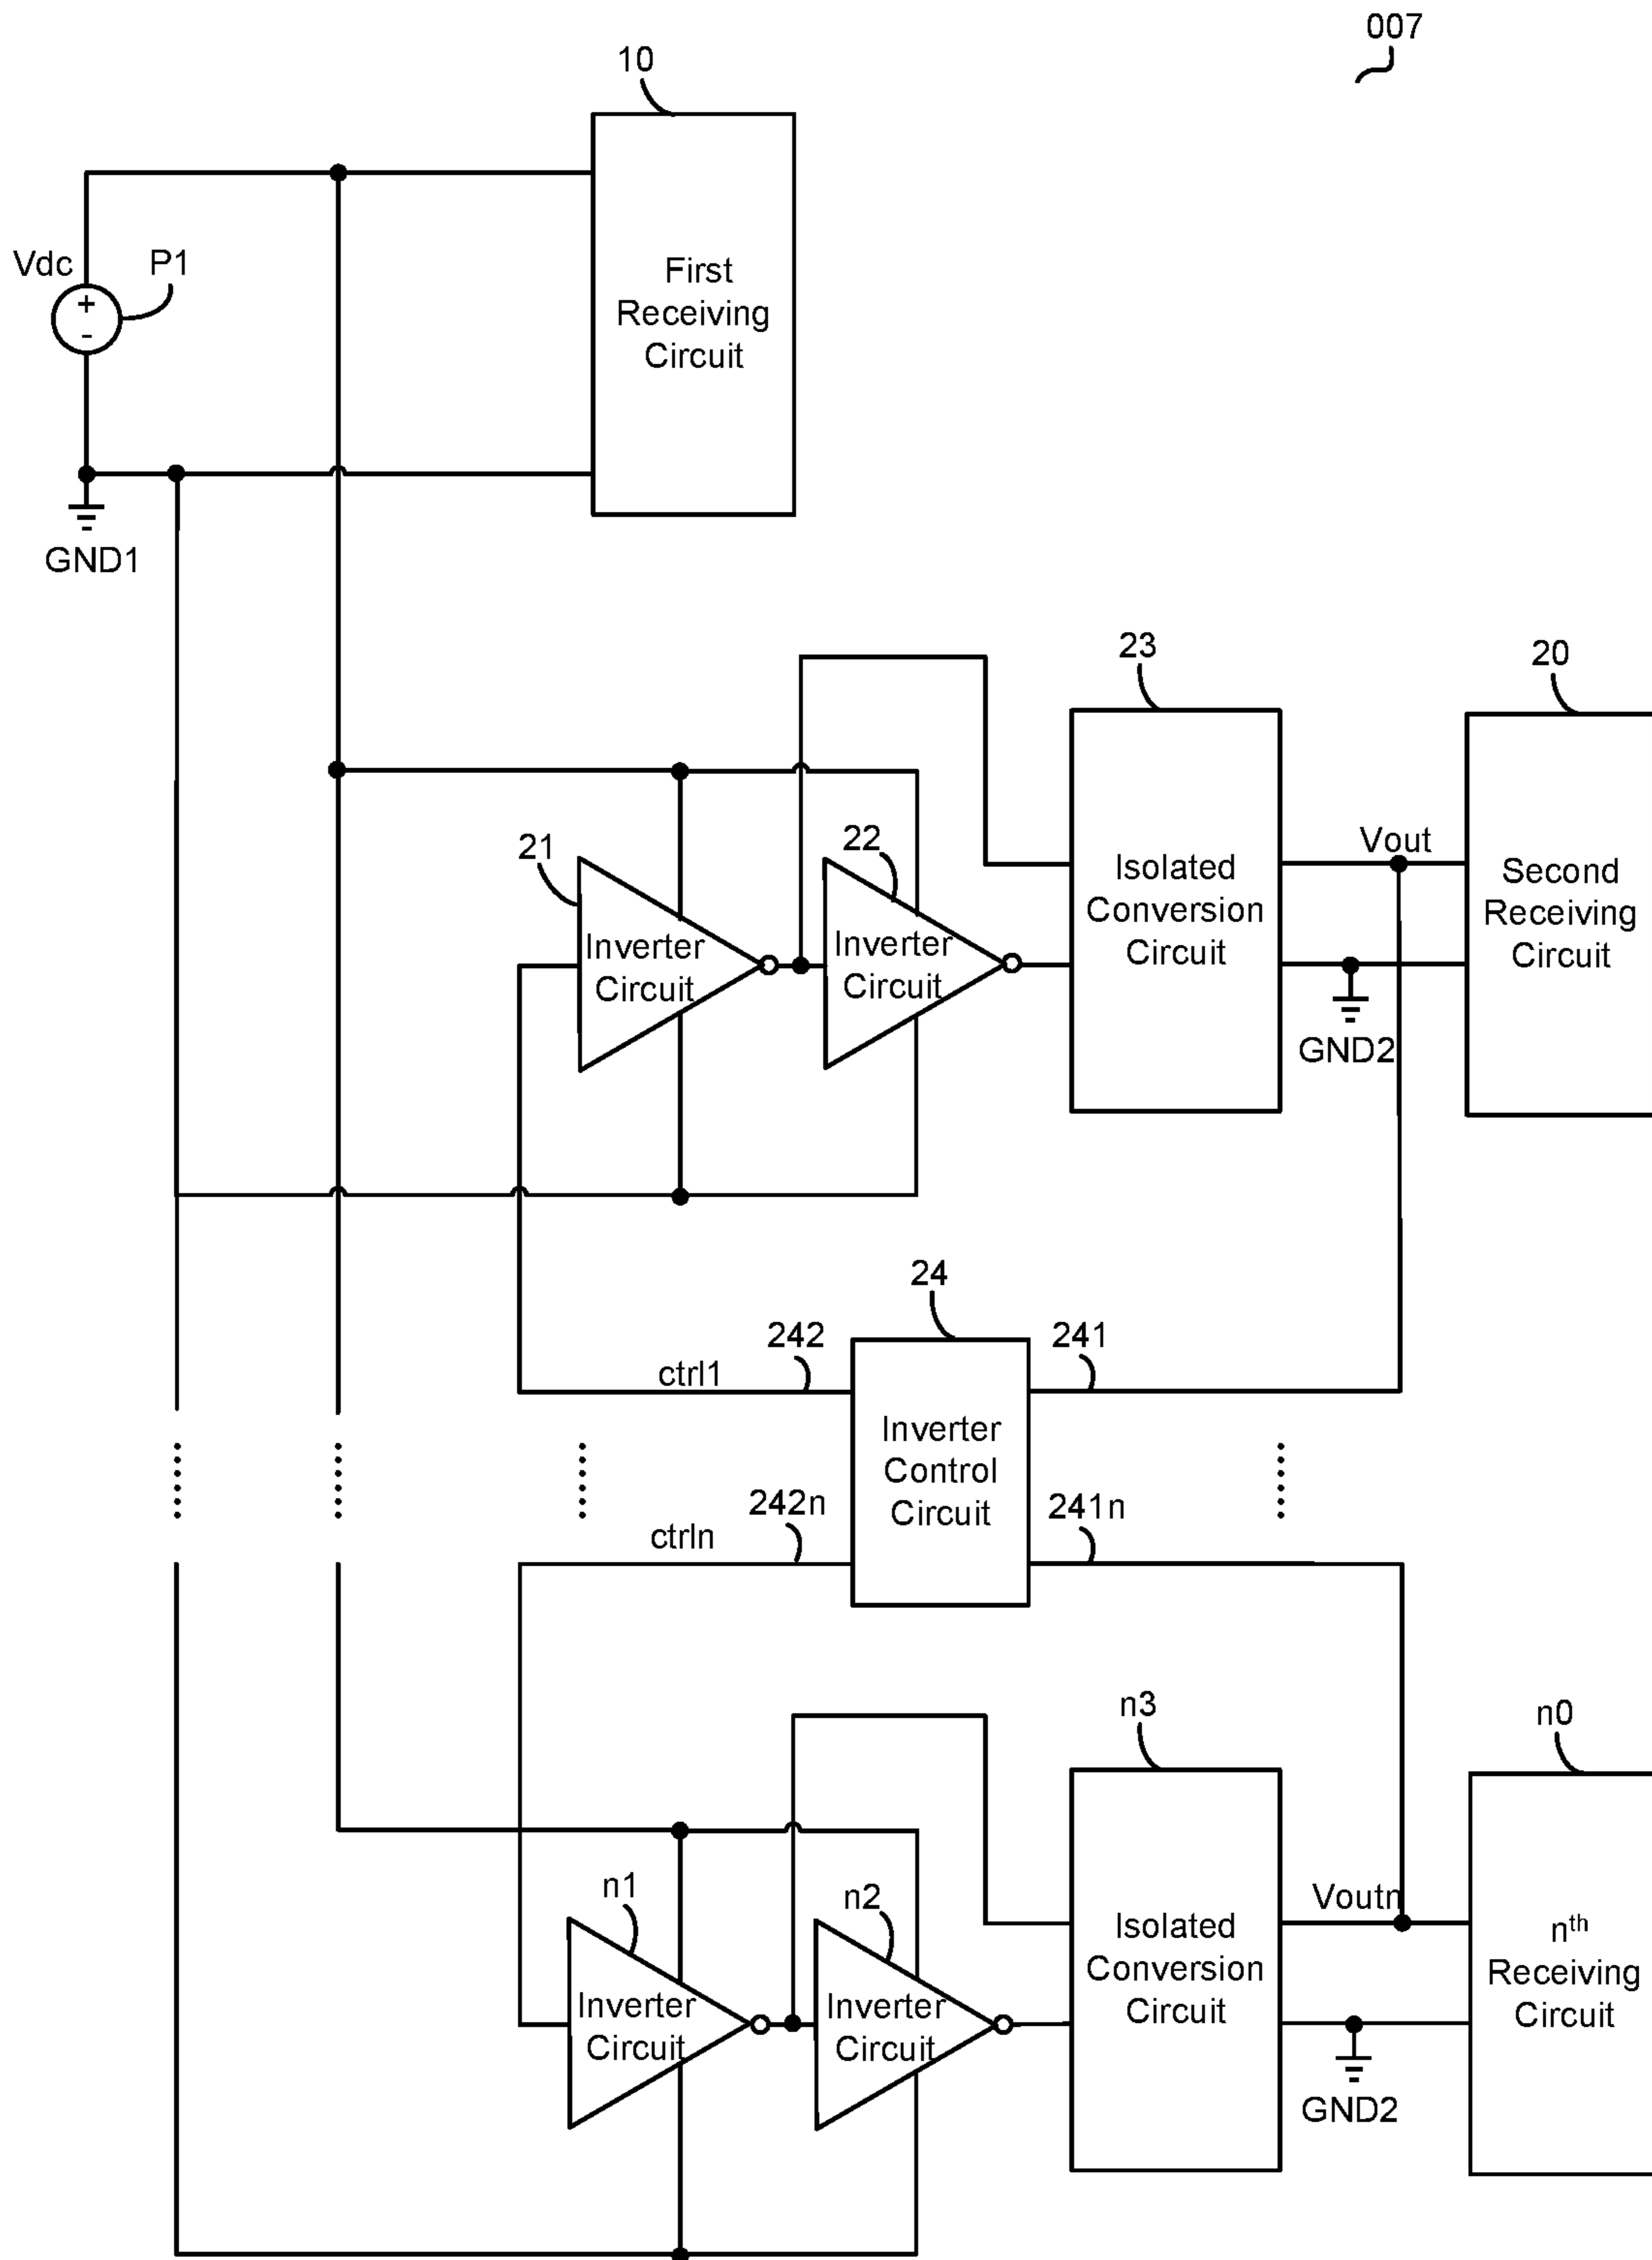 007
10
Vdc
P1
+
-
First
Receiving
Circuit
GND1
23
20
21
22
Vout
Inverter
Circuit
Inverter
Circuit
Isolated
Conversion
Circuit
Second
Receiving
Circuit
GND2
24
242
241
ctrl1
Inverter
Control
Circuit
242n
241n
ctrln
n3
n0
n1
n2
Voutn
Inverter
Circuit
Inverter
Circuit
Isolated
Conversion
Circuit
nth
Receiving
Circuit
GND2